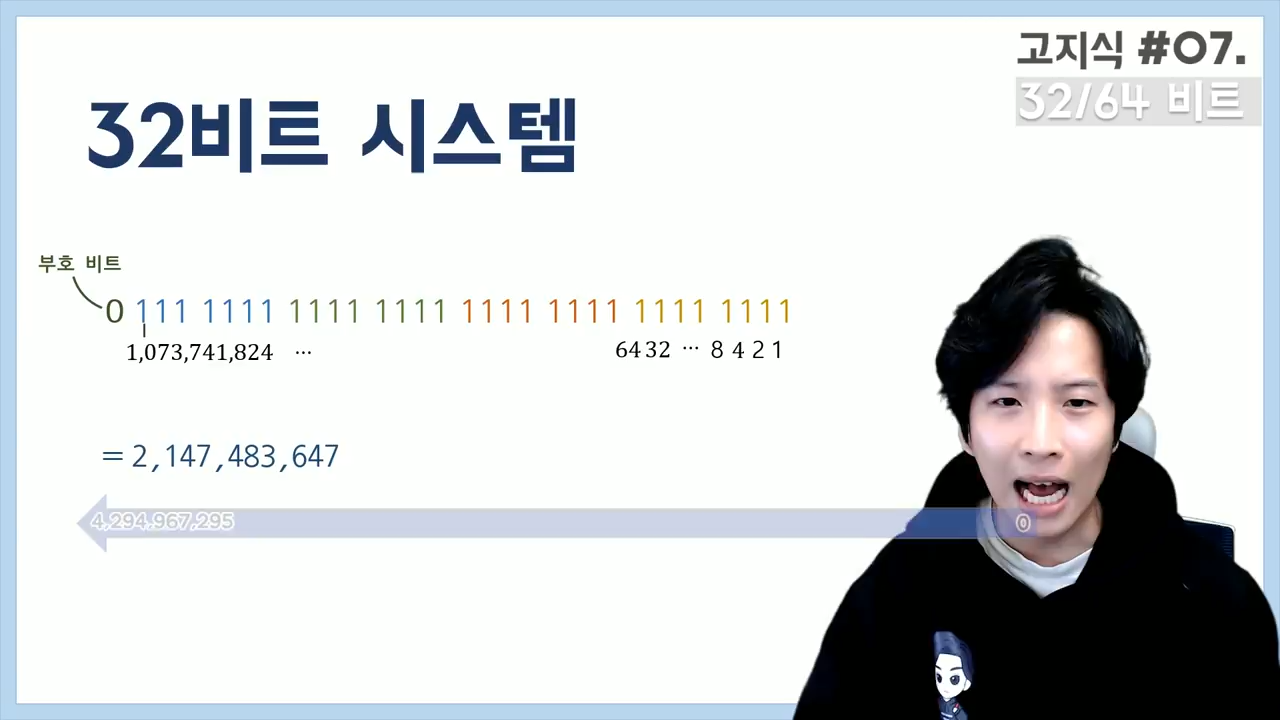 고지식 #07.
32/64 비트
32비트 시스템
부호 비트
0 111 1111 1111 1111 1111 1111 1111 1111
1,073,741,824 ··· 64 32 ··· 8 4 2 1
= 2,147,483,647
4,294,967,295 0